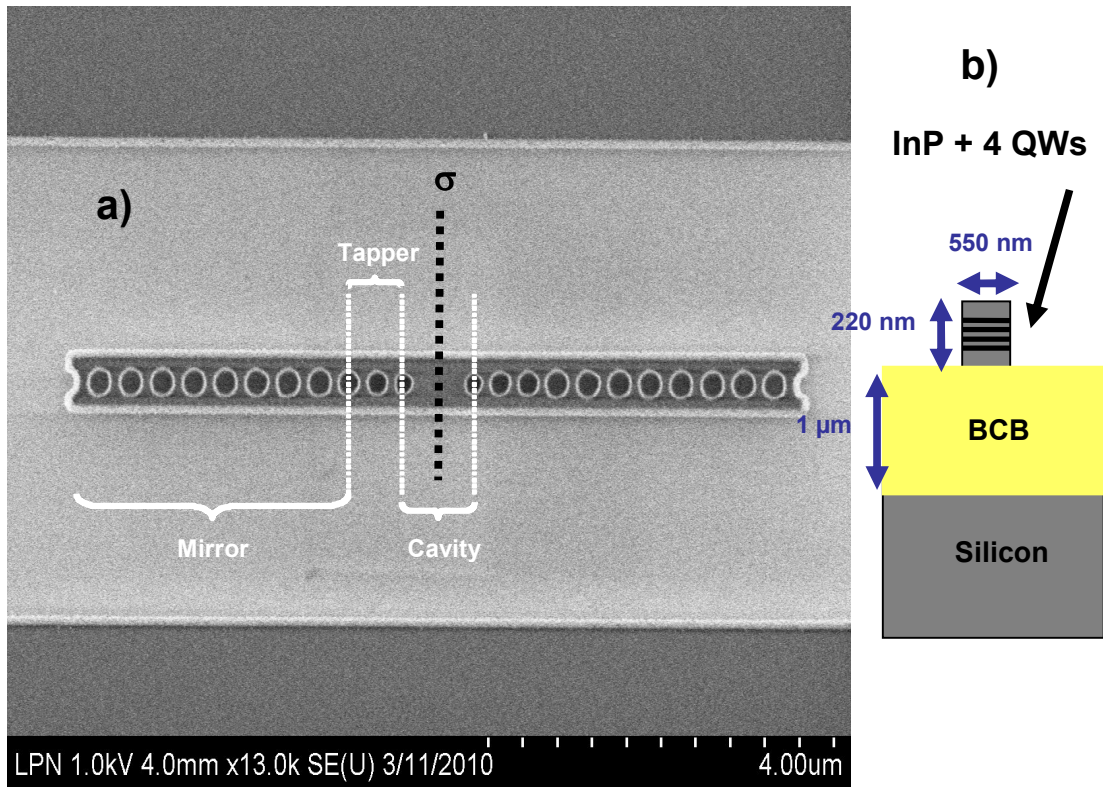 a)
σ
Tapper
Mirror
Cavity
LPN 1.0kV 4.0mm x13.0k SE(U) 3/11/2010
4.00um
b)
InP + 4 QWs
550 nm
220 nm
1 µm
BCB
Silicon